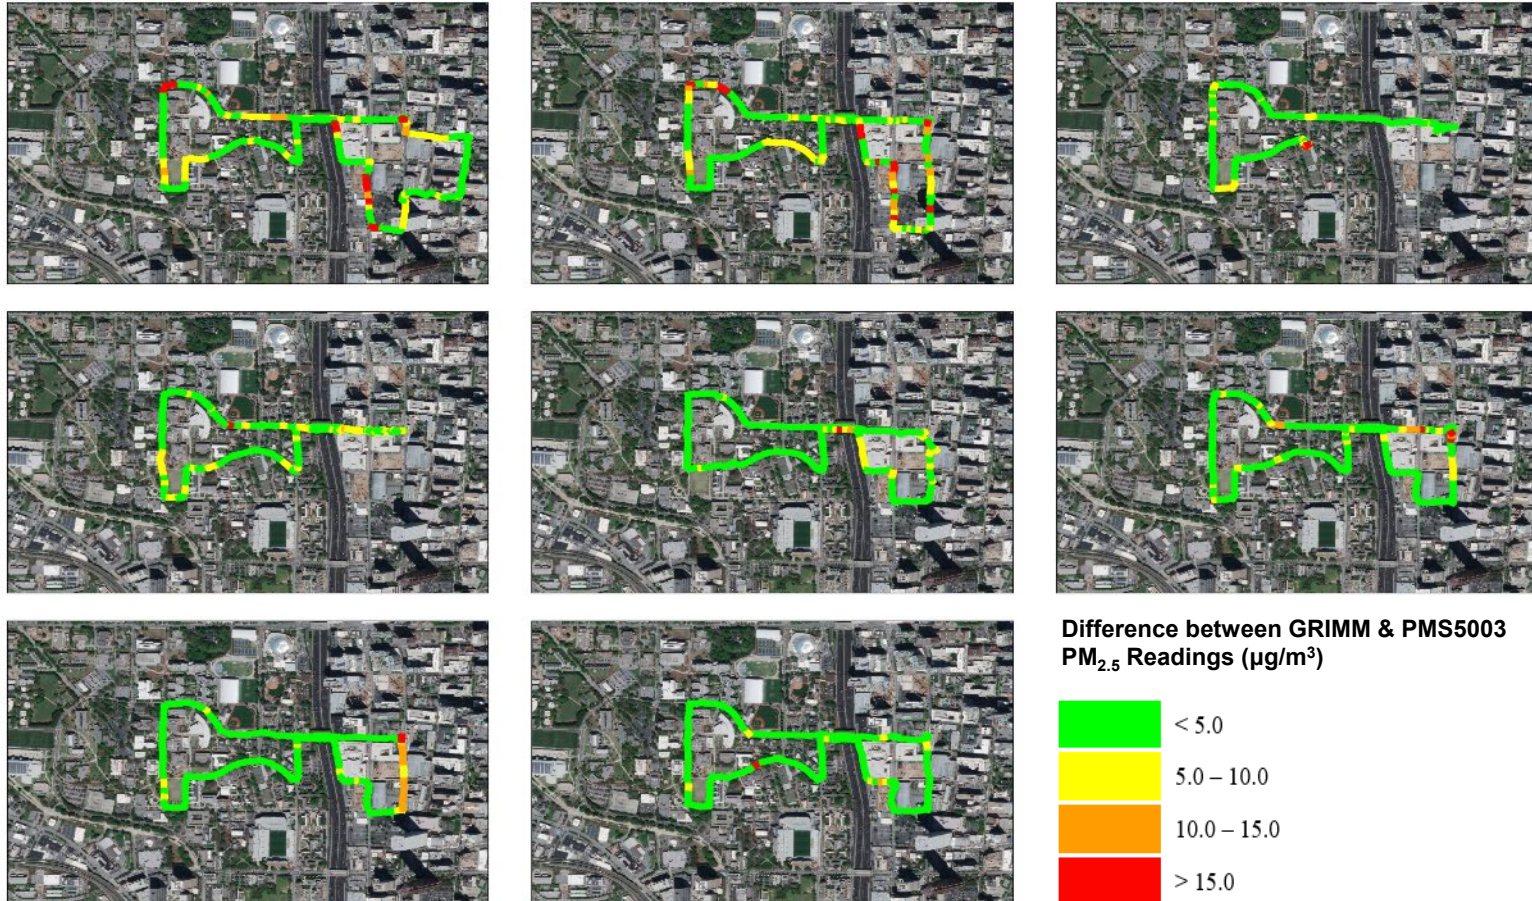 Difference between GRIMM & PMS5003
PM2.5 Readings (µg/m³)
< 5.0
5.0 – 10.0
10.0 – 15.0
> 15.0